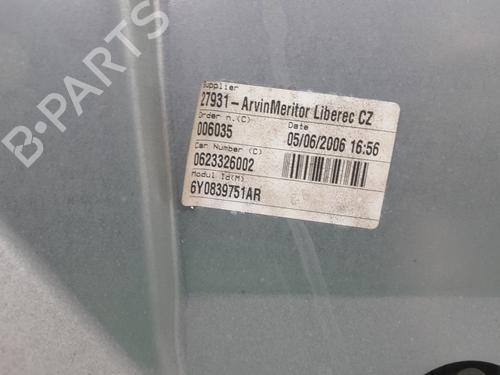 B-PARTS
Supplier
27931-ArvinMeritor Liberec CZ
Order n.(C)
Date
006035
05/06/2006 16:56
Car Number (C)
0623326002
Modul Id(M)
6Y0839751AR